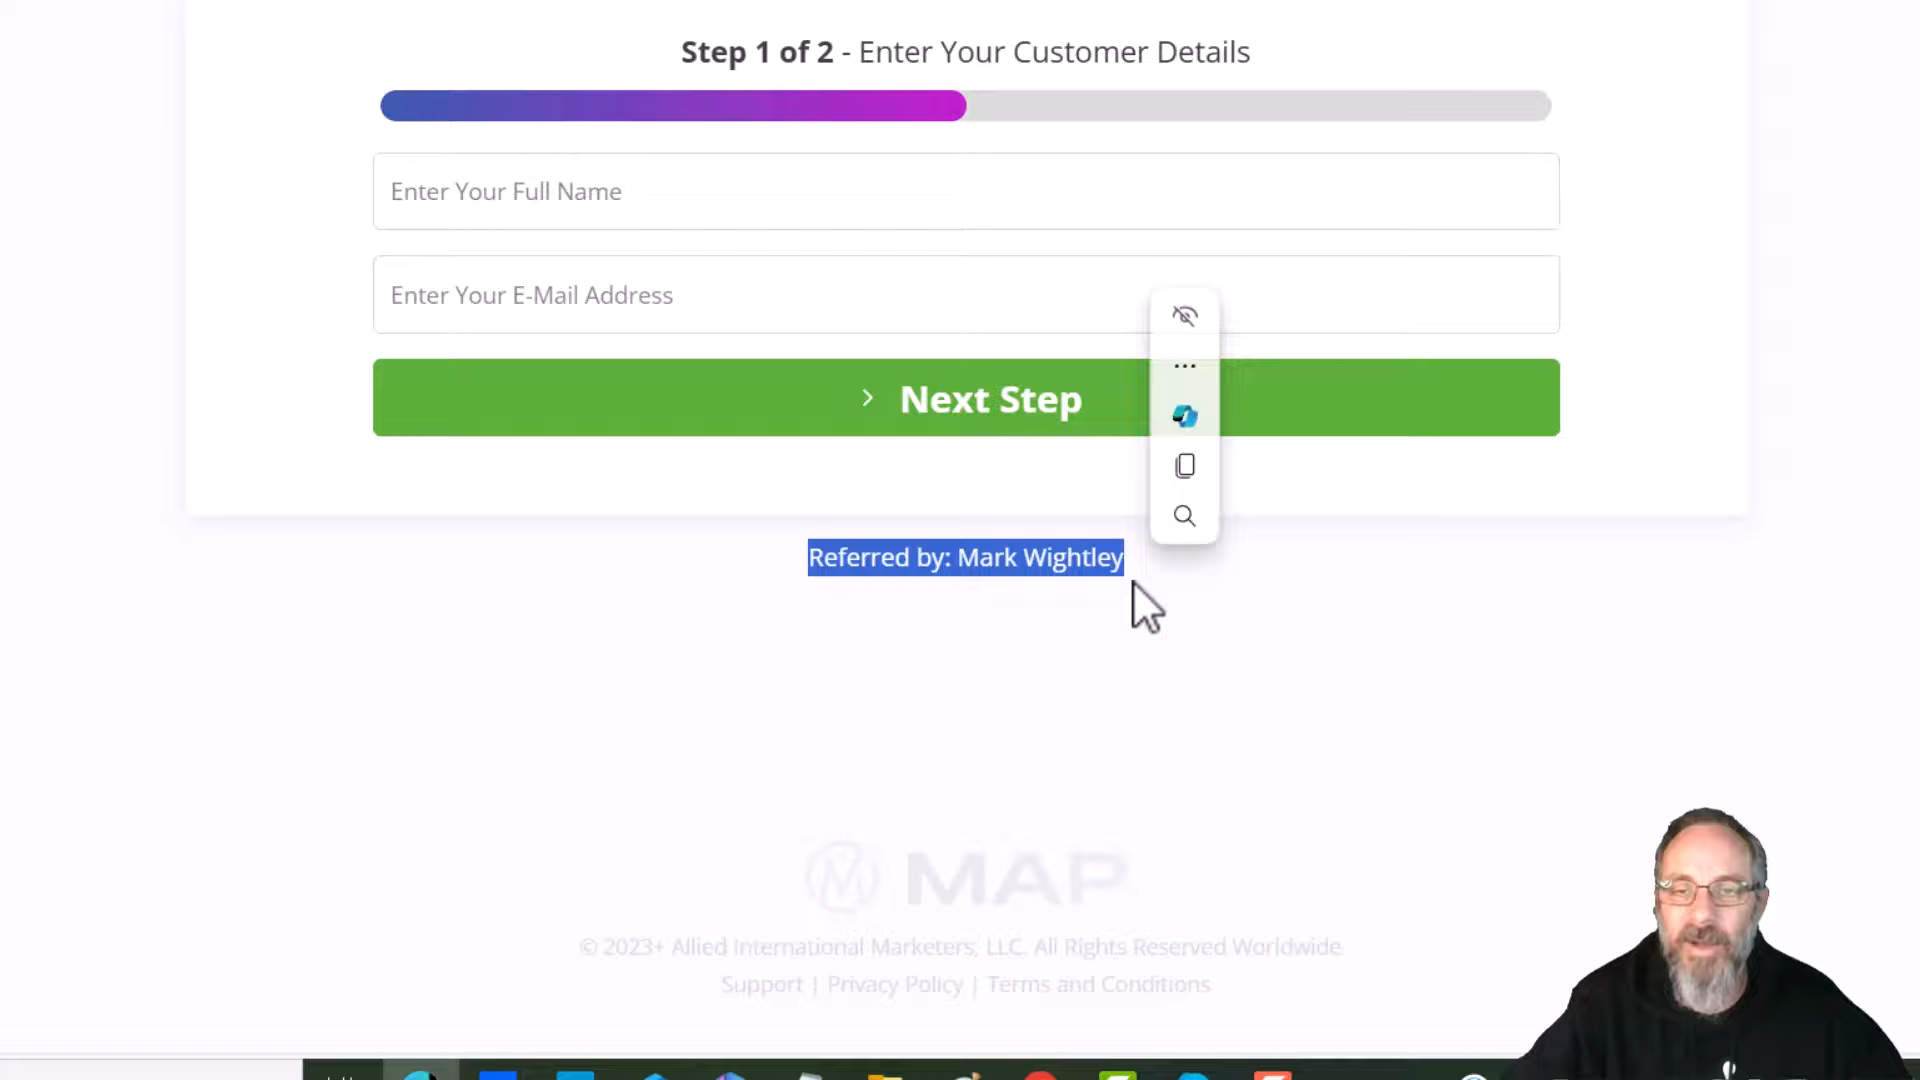 Step 1 of 2 - Enter Your Customer Details
Enter Your Full Name
Enter Your E-Mail Address
Next Step
Referred by: Mark Wightley
MAP
© 2023+ Allied International Marketers, LLC. All Rights Reserved Worldwide
Support | Privacy Policy | Terms and Conditions